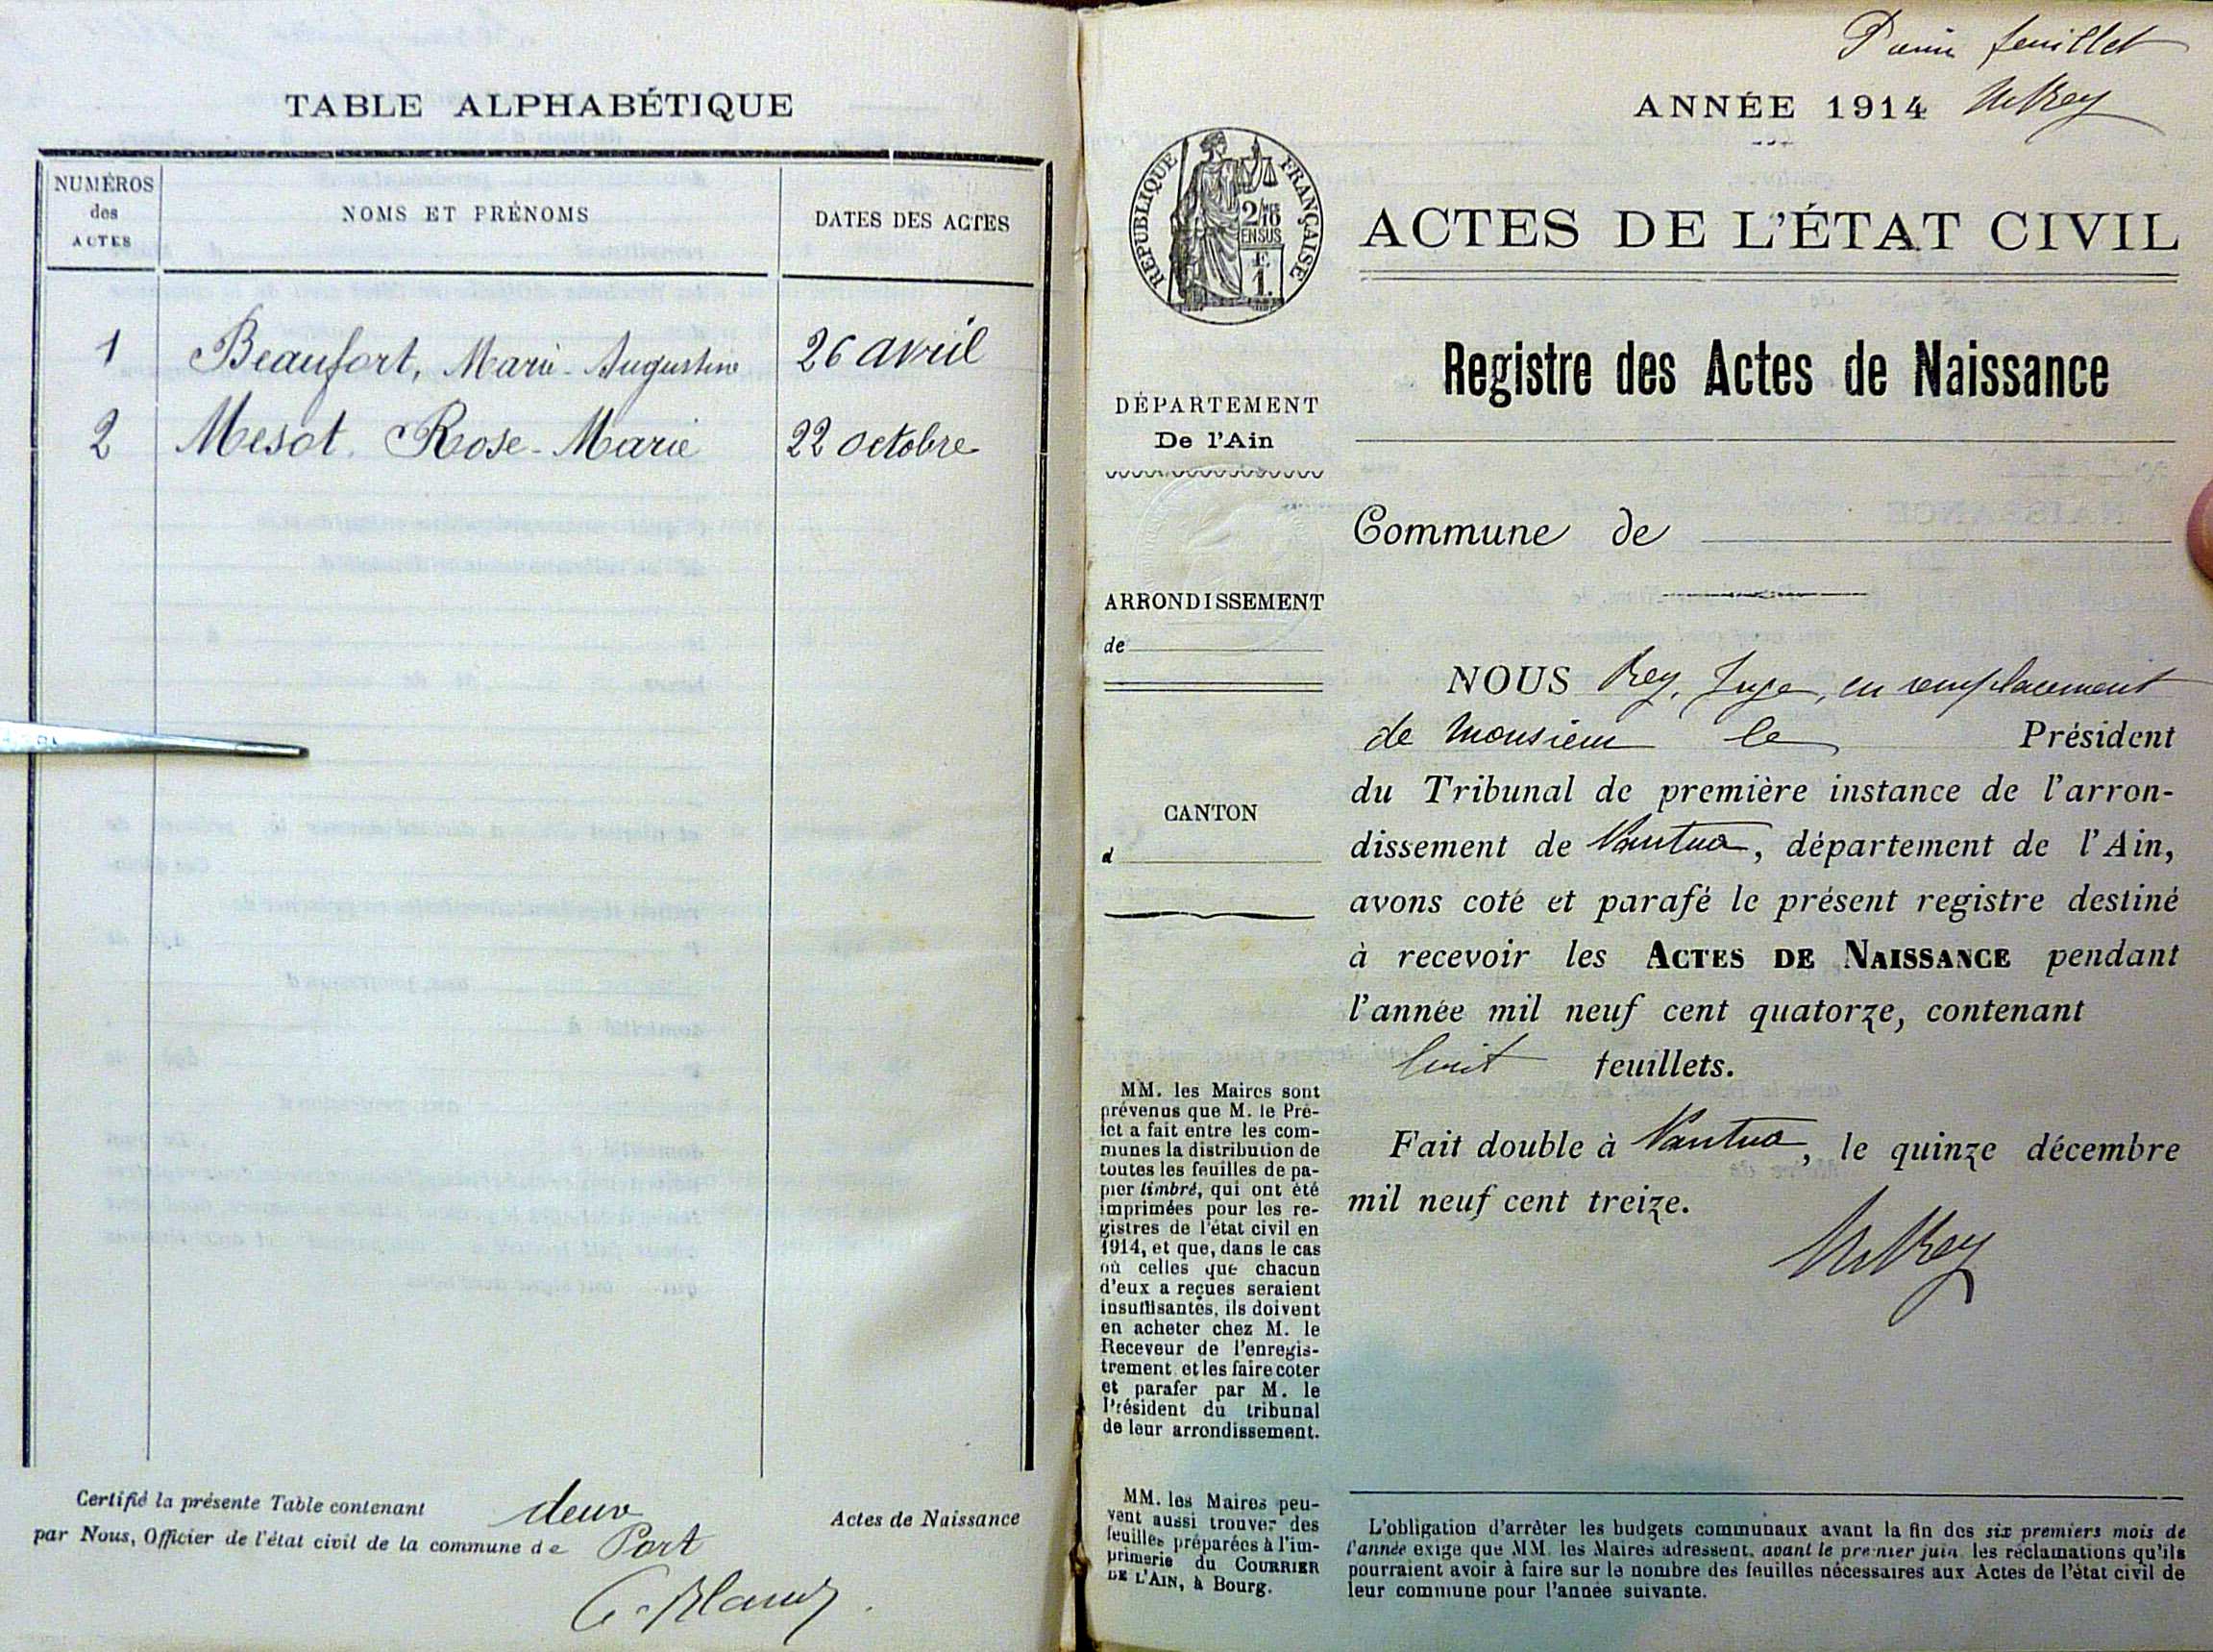 TABLE ALPHABÉTIQUE
NUMÉROS
des
ACTES
NOMS ET PRÉNOMS
DATES DES ACTES
1 Beaufort, Marie-Augustine 26 avril
2 Mesot. Rose-Marie 22 octobre
Certifié la présente Table contenant deux Actes de Naissance
par Nous, Officier de l'état civil de la commune de Port
feuillet
ANNÉE 1914
RÉPUBLIQUE FRANÇAISE
2/10
EN SUS
1.
ACTES DE L'ÉTAT CIVIL
Registre des Actes de Naissance
DÉPARTEMENT
De l'Ain
Commune de
ARRONDISSEMENT
de
CANTON
d
NOUS Rey, Juge, en remplacement
de Monsieur le Président
du Tribunal de première instance de l'arron-
dissement de Nantua, département de l'Ain,
avons coté et parafé le présent registre destiné
à recevoir les ACTES DE NAISSANCE pendant
l'année mil neuf cent quatorze, contenant
huit feuillets.
Fait double à Nantua, le quinze décembre
mil neuf cent treize.
MM. les Maires sont
prévenus que M. le Pré-
fet a fait entre les com-
munes la distribution de
toutes les feuilles de pa-
pier timbré, qui ont été
imprimées pour les re-
gistres de l'état civil en
1914, et que, dans le cas
où celles que chacun
d'eux a reçues seraient
insuffisantes, ils doivent
en acheter chez M. le
Receveur de l'enregis-
trement et les faire coter
et parafer par M. le
Président du tribunal
de leur arrondissement.
MM. les Maires peu-
vent aussi trouver des
feuilles préparées à l'im-
primerie du COURRIER
DE L'AIN, à Bourg.
L'obligation d'arrêter les budgets communaux avant la fin des six premiers mois de
l'année exige que MM. les Maires adressent, avant le premier juin, les réclamations qu'ils
pourraient avoir à faire sur le nombre des feuilles nécessaires aux Actes de l'état civil de
leur commune pour l'année suivante.